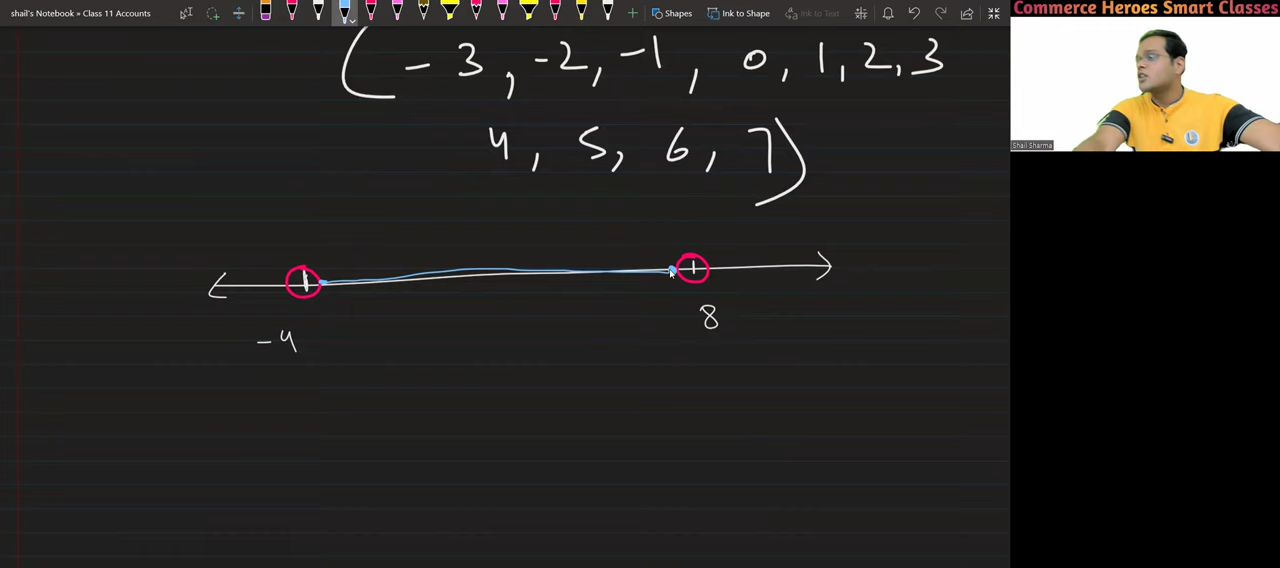 shail's Notebook » Class 11 Accounts
Shapes
Ink to Shape
Ink to Text
Commerce Heroes Smart Classes
Shail Sharma
( - 3 , -2 , -1 , 0 , 1 , 2 , 3
4 , 5 , 6 , 7 )
-4
8